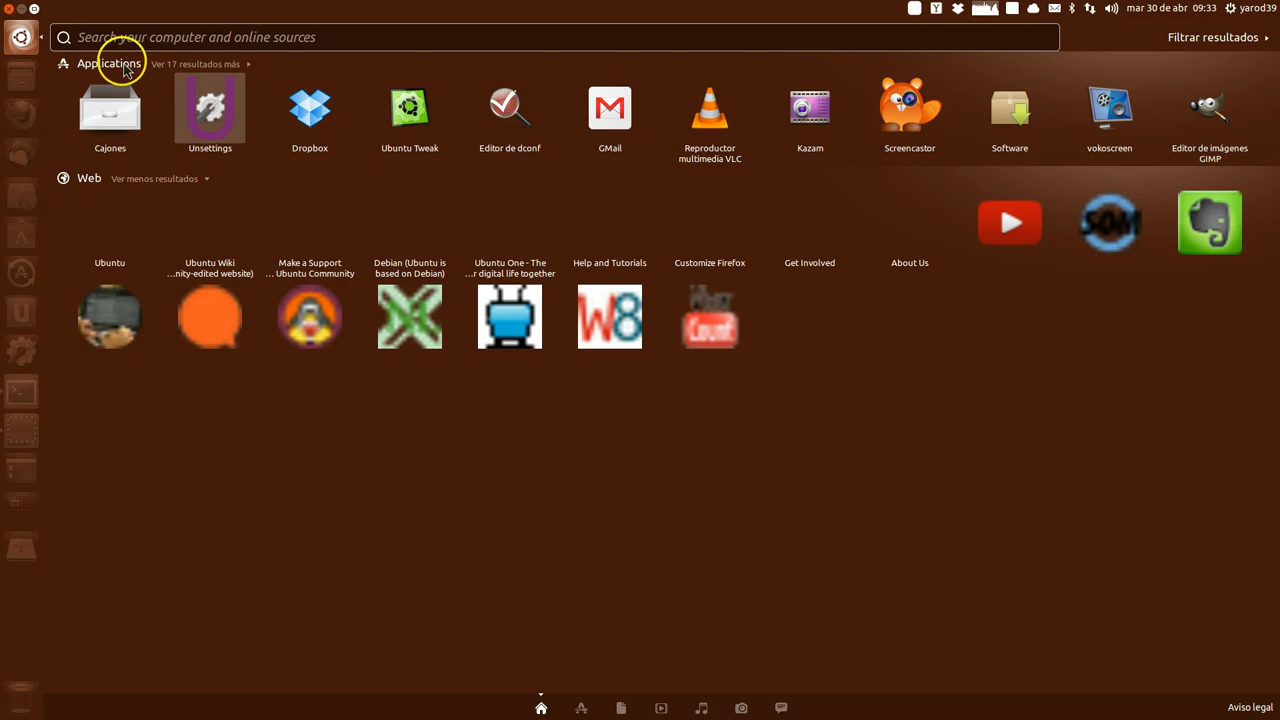 mar 30 de abr 09:33 yarod39
Search your computer and online sources
Filtrar resultados
Applications Ver 17 resultados más
Cajones
Unsettings
Dropbox
Ubuntu Tweak
Editor de dconf
GMail
Reproductor
multimedia VLC
Kazam
Screencastor
Software
vokoscreen
Editor de imágenes
GIMP
Web Ver menos resultados
SOM
Ubuntu
Ubuntu Wiki
...nity-edited website)
Make a Support
... Ubuntu Community
Debian (Ubuntu is
based on Debian)
Ubuntu One - The
...r digital life together
Help and Tutorials
Customize Firefox
Get Involved
About Us
W8
Count
Aviso legal